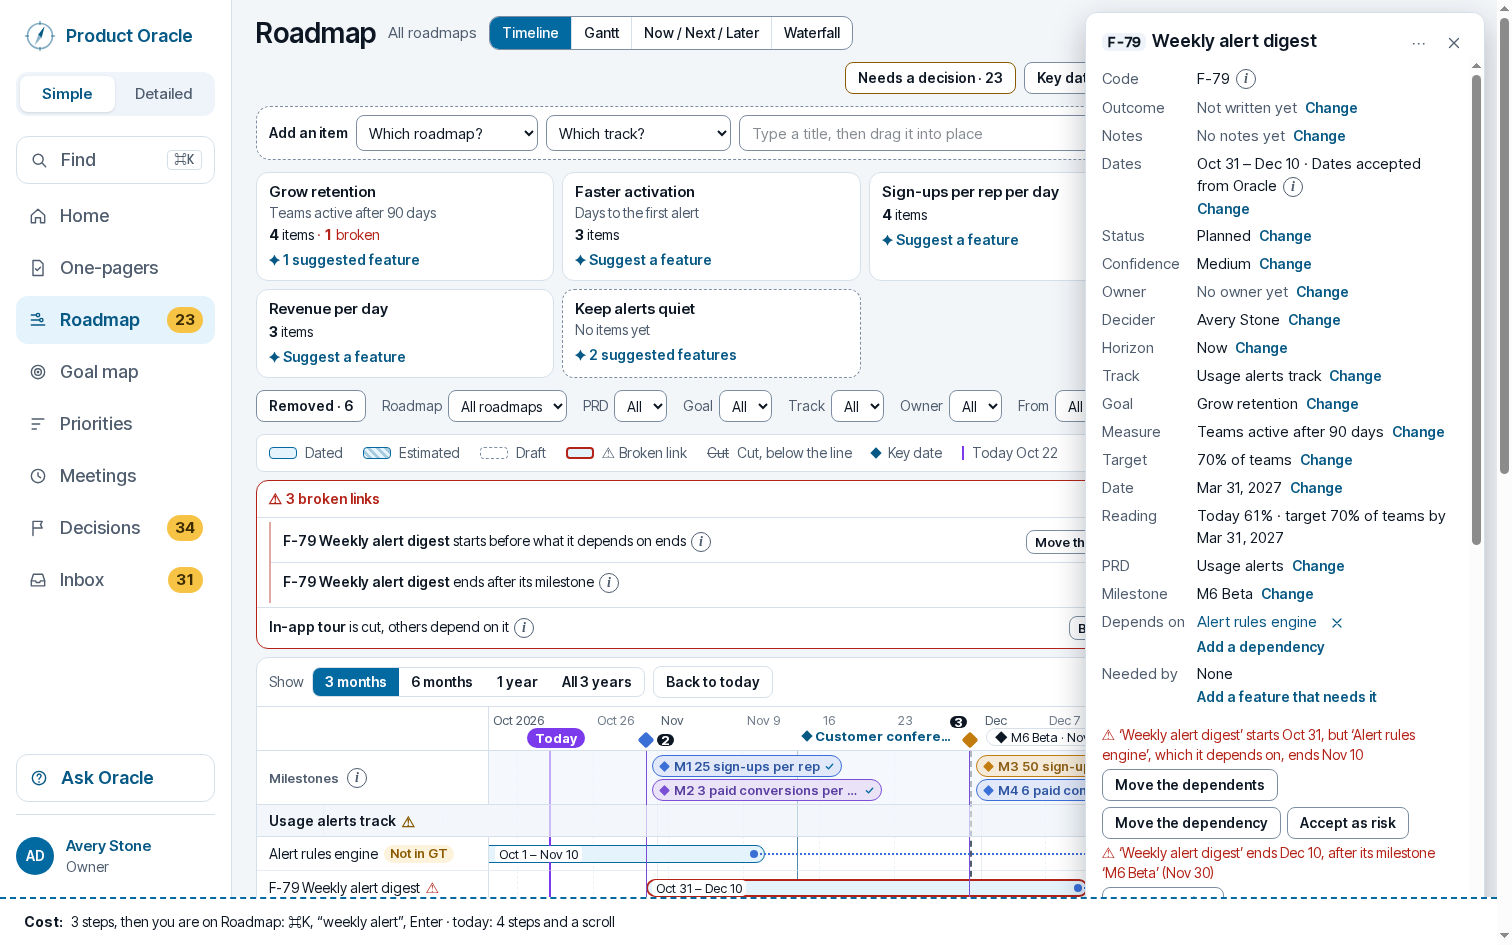 Product Oracle
Simple
Detailed
Find
⌘K
Home
One-pagers
Roadmap
23
Goal map
Priorities
Meetings
Decisions
34
Inbox
31
Ask Oracle
AD
Avery Stone
Owner
Roadmap
All roadmaps
Timeline
Gantt
Now / Next / Later
Waterfall
Needs a decision · 23
Key dat
Add an item
Which roadmap?
Which track?
Type a title, then drag it into place
Grow retention
Teams active after 90 days
4 items · 1 broken
✦ 1 suggested feature
Faster activation
Days to the first alert
3 items
✦ Suggest a feature
Sign-ups per rep per day
4 items
✦ Suggest a feature
Revenue per day
3 items
✦ Suggest a feature
Keep alerts quiet
No items yet
✦ 2 suggested features
Removed · 6
Roadmap
All roadmaps
PRD
All
Goal
All
Track
All
Owner
All
From
All
Dated
Estimated
Draft
⚠ Broken link
Cut
Cut, below the line
Key date
Today Oct 22
⚠ 3 broken links
F-79 Weekly alert digest starts before what it depends on ends i
Move th
F-79 Weekly alert digest ends after its milestone i
In-app tour is cut, others depend on it i
B
Show
3 months
6 months
1 year
All 3 years
Back to today
Oct 2026
Oct 26
Nov
Nov 9
16
23
3
Dec
Dec 7
Today
2
Customer confere...
M6 Beta · Nov
Milestones i
M1 25 sign-ups per rep ✓
M3 50 sign-up
M2 3 paid conversions per ... ✓
M4 6 paid con
Usage alerts track ⚠
Alert rules engine
Not in GT
Oct 1 – Nov 10
F-79 Weekly alert digest ⚠
Oct 31 – Dec 10
F-79
Weekly alert digest
...
Code
F-79 i
Outcome
Not written yet Change
Notes
No notes yet Change
Dates
Oct 31 – Dec 10 · Dates accepted
from Oracle i
Change
Status
Planned Change
Confidence
Medium Change
Owner
No owner yet Change
Decider
Avery Stone Change
Horizon
Now Change
Track
Usage alerts track Change
Goal
Grow retention Change
Measure
Teams active after 90 days Change
Target
70% of teams Change
Date
Mar 31, 2027 Change
Reading
Today 61% · target 70% of teams by
Mar 31, 2027
PRD
Usage alerts Change
Milestone
M6 Beta Change
Depends on
Alert rules engine ×
Add a dependency
Needed by
None
Add a feature that needs it
⚠ ‘Weekly alert digest’ starts Oct 31, but ‘Alert rules
engine’, which it depends on, ends Nov 10
Move the dependents
Move the dependency
Accept as risk
⚠ ‘Weekly alert digest’ ends Dec 10, after its milestone
‘M6 Beta’ (Nov 30)
Cost: 3 steps, then you are on Roadmap: ⌘K, “weekly alert”, Enter · today: 4 steps and a scroll